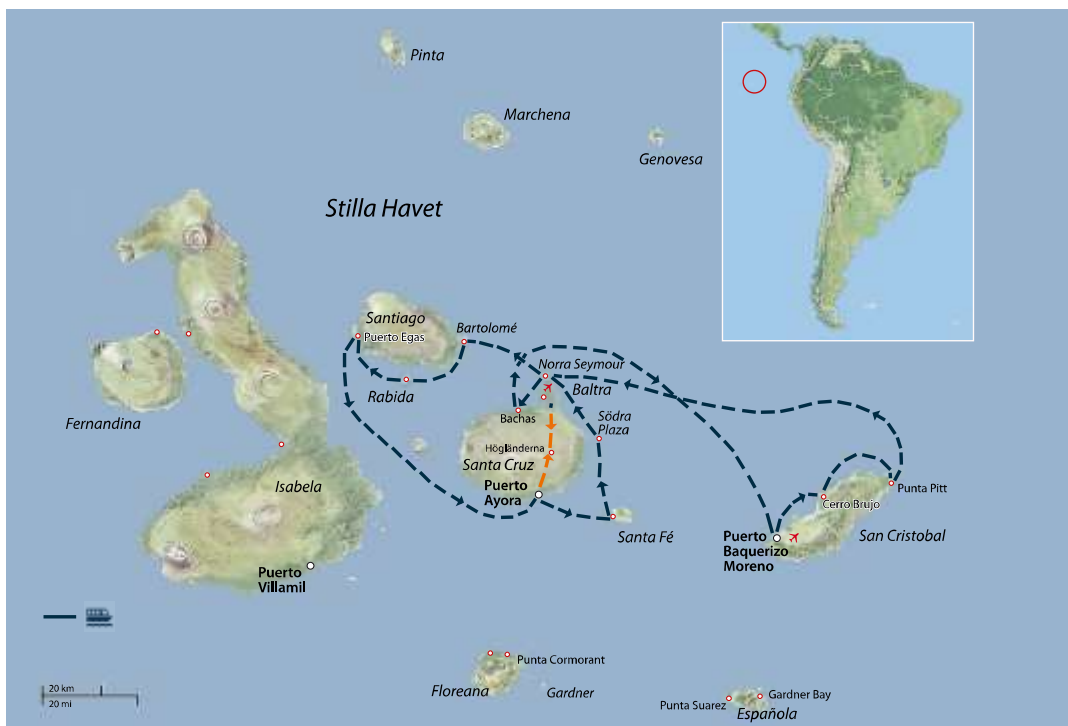 Pinta
Marchena
Genovesa
Stilla Havet
Santiago
Puerto Egas
Bartolomé
Norra Seymour
Rabida
Baltra
Fernandina
Bachas
Södra
Plaza
Högländerna
Santa Cruz
Isabela
Puerto
Ayora
Punta Pitt
Cerro Brujo
Santa Fé
San Cristobal
Puerto
Baquerizo
Moreno
Puerto
Villamil
Punta Cormorant
Floreana
Gardner
20 km
20 mi
Punta Suarez
Gardner Bay
Española